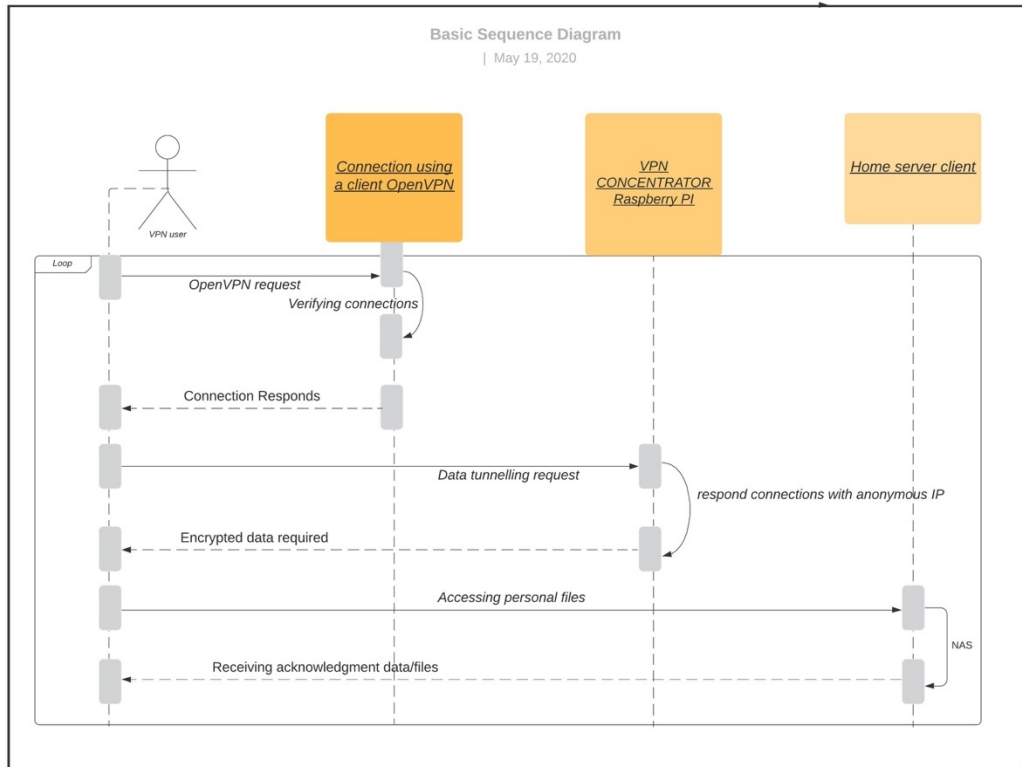 Basic Sequence Diagram
| May 19, 2020
Connection using
a client OpenVPN
VPN
CONCENTRATOR
Raspberry PI
Home server client
VPN user
Loop
OpenVPN request
Verifying connections
Connection Responds
Data tunnelling request
respond connections with anonymous IP
Encrypted data required
Accessing personal files
NAS
Receiving acknowledgment data/files